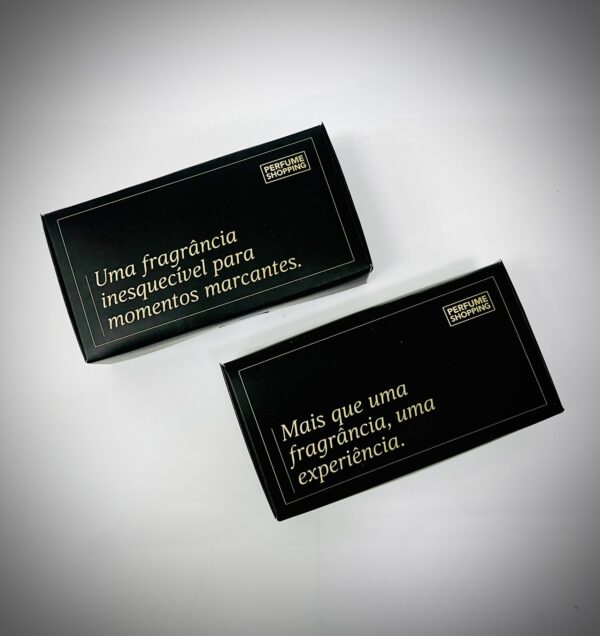 PERFUME
SHOPPING
Uma fragrância
inesquecível para
momentos marcantes.
PERFUME
SHOPPING
Mais que uma
fragrância, uma
experiência.